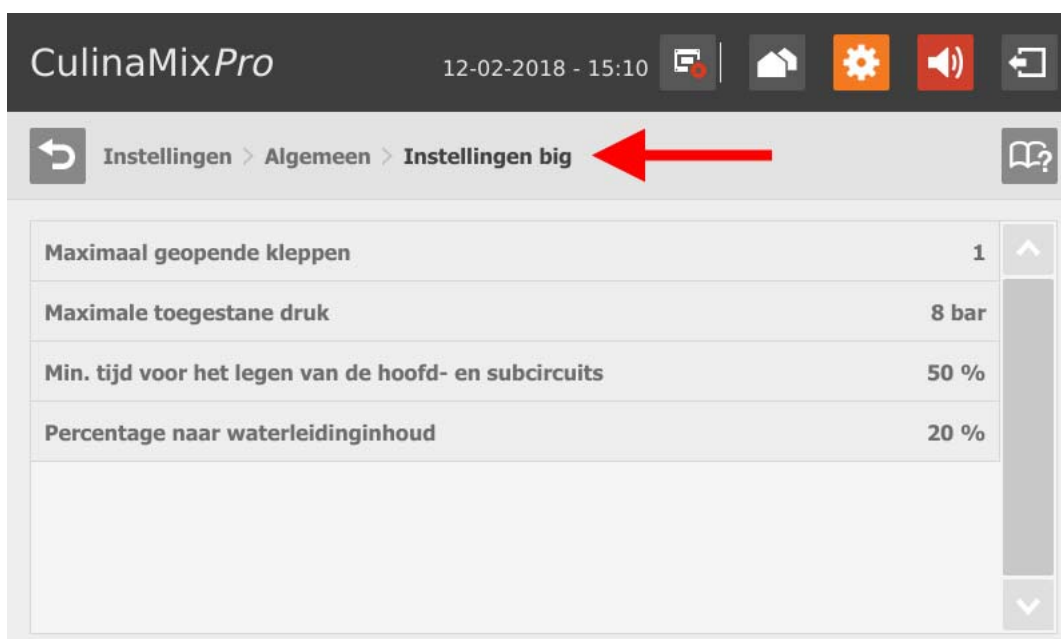 CulinaMixPro 12-02-2018 - 15:10
Instellingen > Algemeen > Instellingen big ?
Maximaal geopende kleppen 1
Maximale toegestane druk 8 bar
Min. tijd voor het legen van de hoofd- en subcircuits 50 %
Percentage naar waterleidinginhoud 20 %